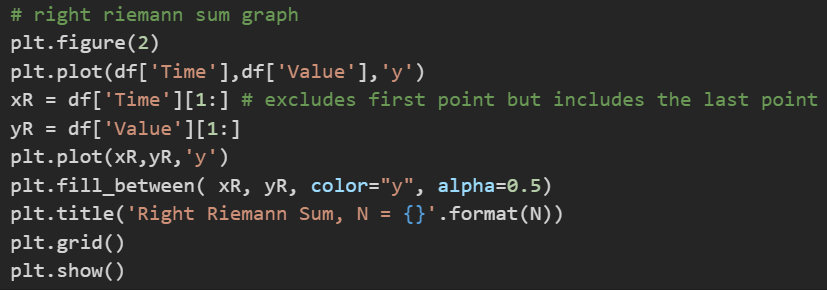 # right riemann sum graph
plt.figure(2)
plt.plot(df['Time'],df['Value'],'y')
xR = df['Time'][1:] # excludes first point but includes the last point
yR = df['Value'][1:]
plt.plot(xR,yR,'y')
plt.fill_between( xR, yR, color="y", alpha=0.5)
plt.title('Right Riemann Sum, N = {}'.format(N))
plt.grid()
plt.show()